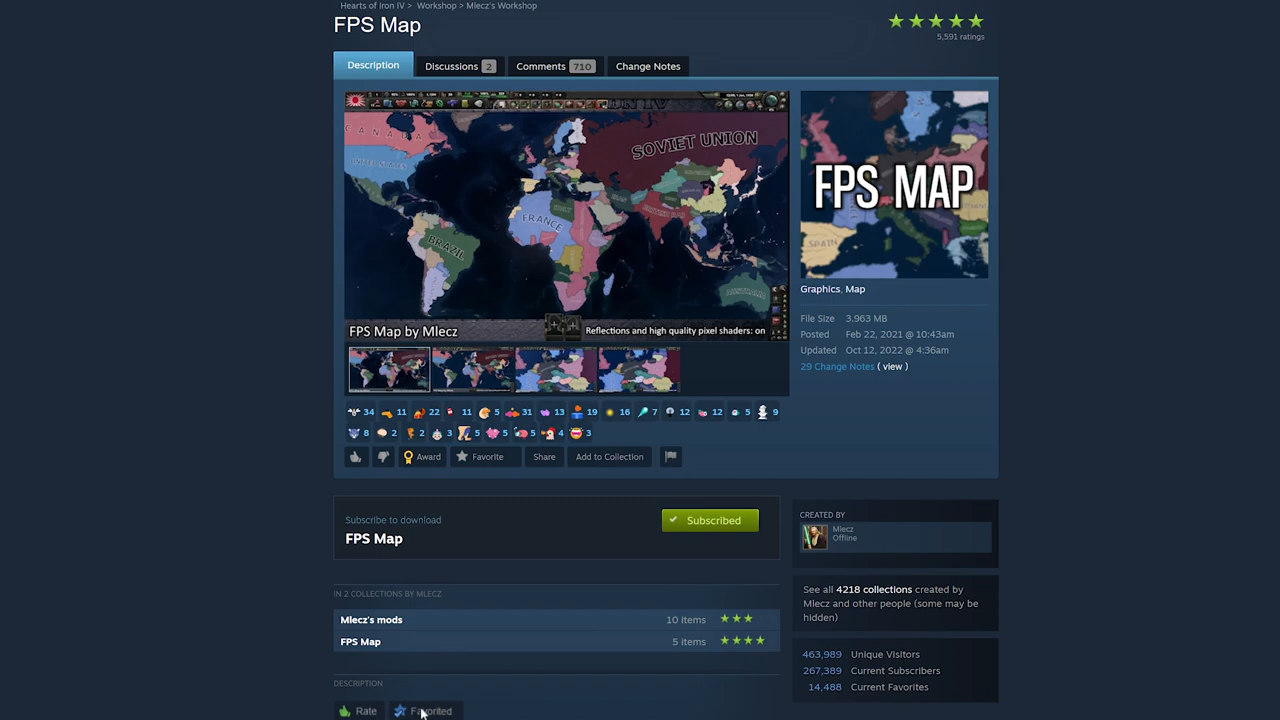 Hearts of Iron IV > Workshop > Mlecz's Workshop
FPS Map
5,591 ratings
Description
Discussions 2
Comments 710
Change Notes
CANADA
UNITED STATES
SOVIET UNION
FRANCE
BRAZIL
AUSTRALIA
FPS Map by Mlecz
Reflections and high quality pixel shaders: on
FPS MAP
SPAIN
Graphics, Map
File Size 3.963 MB
Posted Feb 22, 2021 @ 10:43am
Updated Oct 12, 2022 @ 4:36am
29 Change Notes ( view )
34 11 22 11 5 31 13 19 16 7 12 12 5 9
8 2 2 3 5 5 5 4 3
Award
Favorite
Share
Add to Collection
Subscribe to download
FPS Map
Subscribed
CREATED BY
Mlecz
Offline
IN 2 COLLECTIONS BY MLECZ
Mlecz's mods 10 items
FPS Map 5 items
See all 4218 collections created by
Mlecz and other people (some may be
hidden)
463,989 Unique Visitors
267,389 Current Subscribers
14,488 Current Favorites
DESCRIPTION
Rate
Favorited